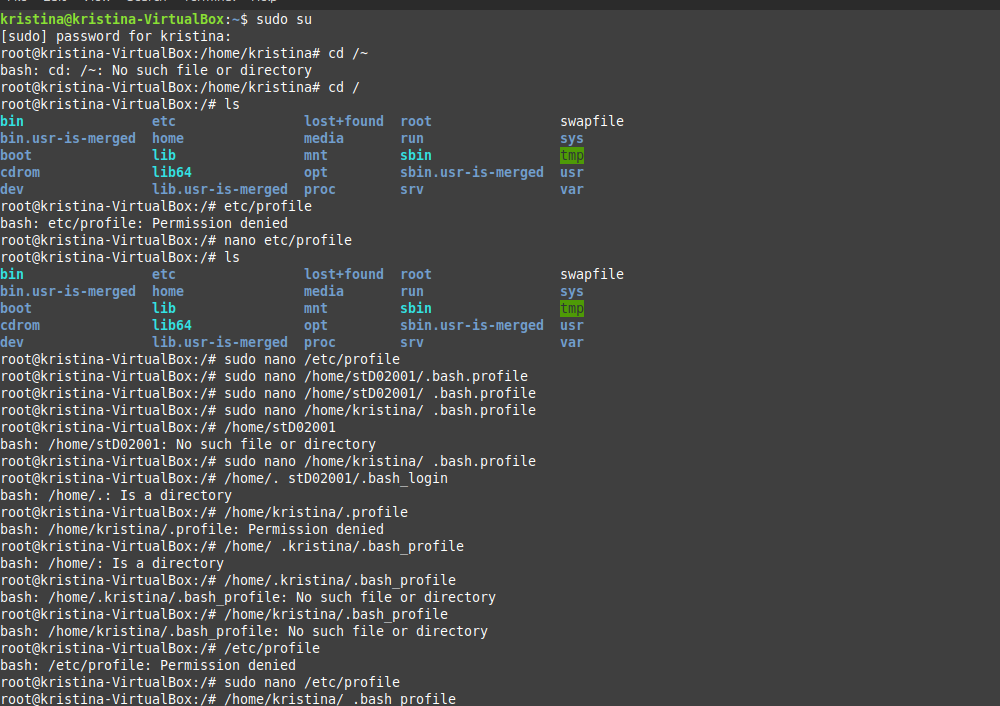 kristina@kristina-VirtualBox:~$ sudo su
[sudo] password for kristina:
root@kristina-VirtualBox:/home/kristina# cd /~
bash: cd: /~: No such file or directory
root@kristina-VirtualBox:/home/kristina# cd /
root@kristina-VirtualBox:/# ls
bin etc lost+found root swapfile
bin.usr-is-merged home media run sys
boot lib mnt sbin tmp
cdrom lib64 opt sbin.usr-is-merged usr
dev lib.usr-is-merged proc srv var
root@kristina-VirtualBox:/# etc/profile
bash: etc/profile: Permission denied
root@kristina-VirtualBox:/# nano etc/profile
root@kristina-VirtualBox:/# ls
bin etc lost+found root swapfile
bin.usr-is-merged home media run sys
boot lib mnt sbin tmp
cdrom lib64 opt sbin.usr-is-merged usr
dev lib.usr-is-merged proc srv var
root@kristina-VirtualBox:/# sudo nano /etc/profile
root@kristina-VirtualBox:/# sudo nano /home/stD02001/.bash.profile
root@kristina-VirtualBox:/# sudo nano /home/stD02001/ .bash.profile
root@kristina-VirtualBox:/# sudo nano /home/kristina/ .bash.profile
root@kristina-VirtualBox:/# /home/stD02001
bash: /home/stD02001: No such file or directory
root@kristina-VirtualBox:/# sudo nano /home/kristina/ .bash.profile
root@kristina-VirtualBox:/# /home/. stD02001/.bash_login
bash: /home/.: Is a directory
root@kristina-VirtualBox:/# /home/kristina/.profile
bash: /home/kristina/.profile: Permission denied
root@kristina-VirtualBox:/# /home/ .kristina/.bash_profile
bash: /home/: Is a directory
root@kristina-VirtualBox:/# /home/.kristina/.bash_profile
bash: /home/.kristina/.bash_profile: No such file or directory
root@kristina-VirtualBox:/# /home/kristina/.bash_profile
bash: /home/kristina/.bash_profile: No such file or directory
root@kristina-VirtualBox:/# /etc/profile
bash: /etc/profile: Permission denied
root@kristina-VirtualBox:/# sudo nano /etc/profile
root@kristina-VirtualBox:/# /home/kristina/ .bash_profile